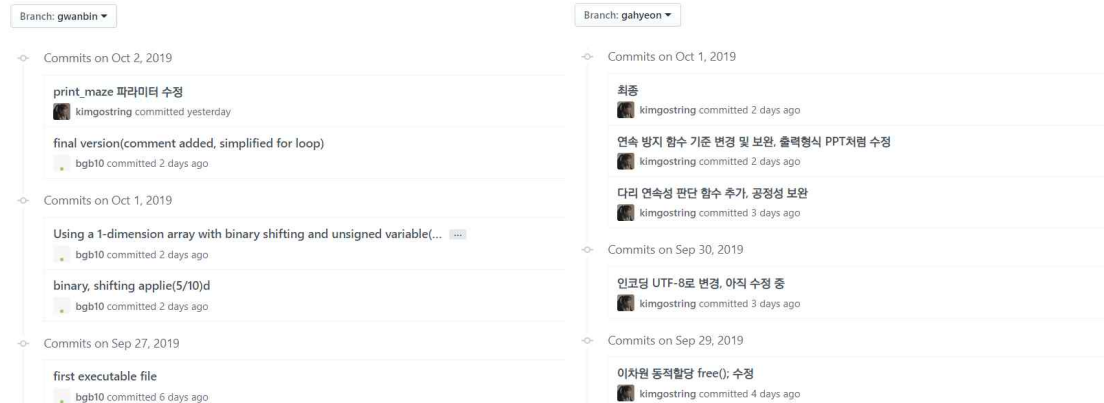 Branch: gwanbin
Commits on Oct 2, 2019
print_maze 파라미터 수정
kimgostring committed yesterday
final version(comment added, simplified for loop)
bgb10 committed 2 days ago
Commits on Oct 1, 2019
Using a 1-dimension array with binary shifting and unsigned variable(... …
bgb10 committed 2 days ago
binary, shifting applie(5/10)d
bgb10 committed 2 days ago
Commits on Sep 27, 2019
first executable file
bgb10 committed 6 days ago
Branch: gahyeon
Commits on Oct 1, 2019
최종
kimgostring committed 2 days ago
연속 방지 함수 기준 변경 및 보완, 출력형식 PPT처럼 수정
kimgostring committed 2 days ago
다리 연속성 판단 함수 추가, 공정성 보완
kimgostring committed 3 days ago
Commits on Sep 30, 2019
인코딩 UTF-8로 변경, 아직 수정 중
kimgostring committed 3 days ago
Commits on Sep 29, 2019
이차원 동적할당 free(); 수정
kimgostring committed 4 days ago